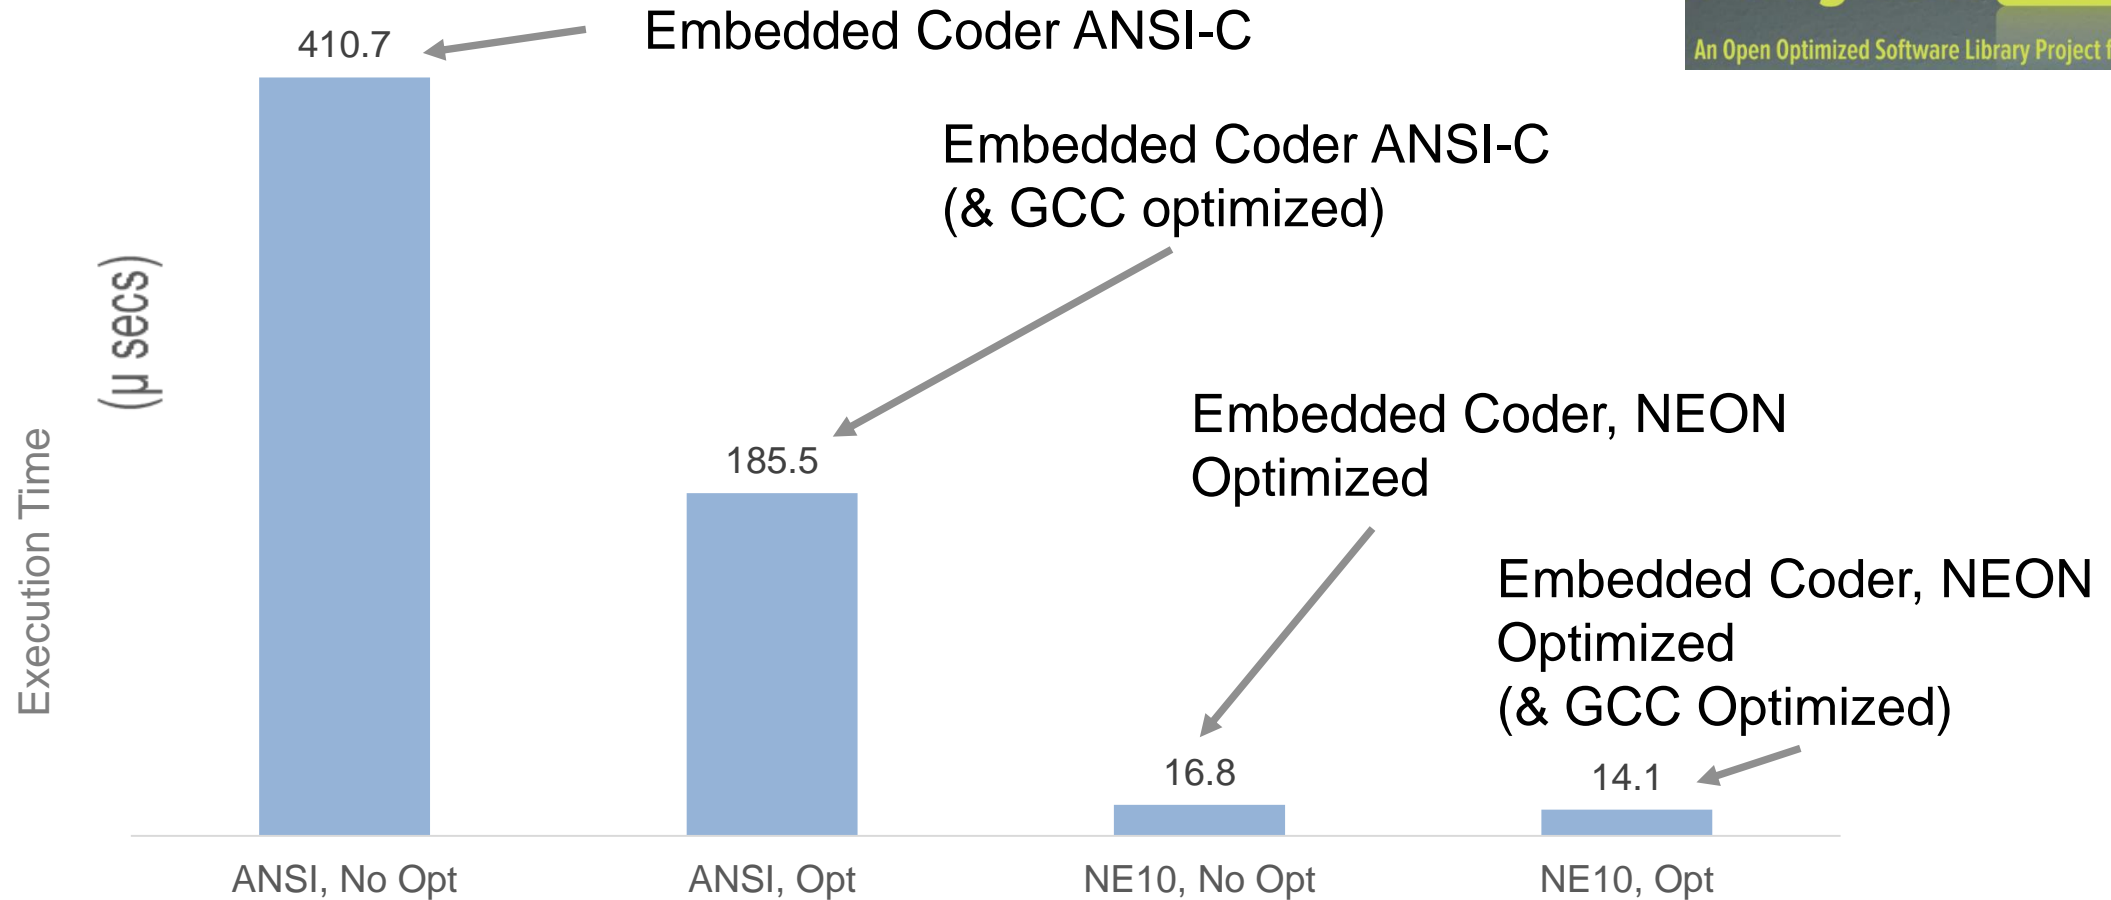 An Open Optimized Software Library Project
Embedded Coder ANSI-C
410.7
Embedded Coder ANSI-C
(& GCC optimized)
(μ secs)
Execution Time
185.5
Embedded Coder, NEON
Optimized
Embedded Coder, NEON
Optimized
(& GCC Optimized)
16.8
14.1
ANSI, No Opt
ANSI, Opt
NE10, No Opt
NE10, Opt